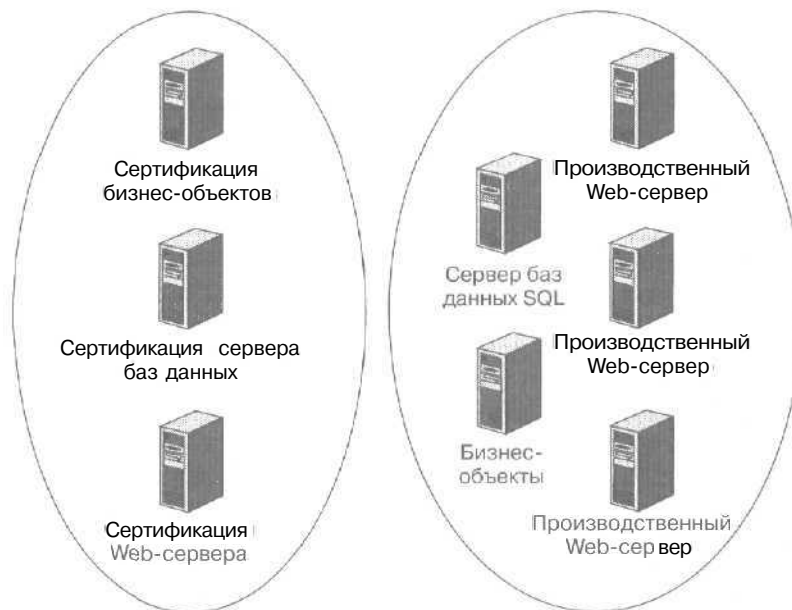 Сертификация
бизнес-объектов
Сертификация сервера
баз данных
Сертификация
Web-сервера
Производственный
Web-сервер
Сервер баз
данных SQL
Производственный
Web-сервер
Бизнес-
объекты
Производственный
Web-сервер